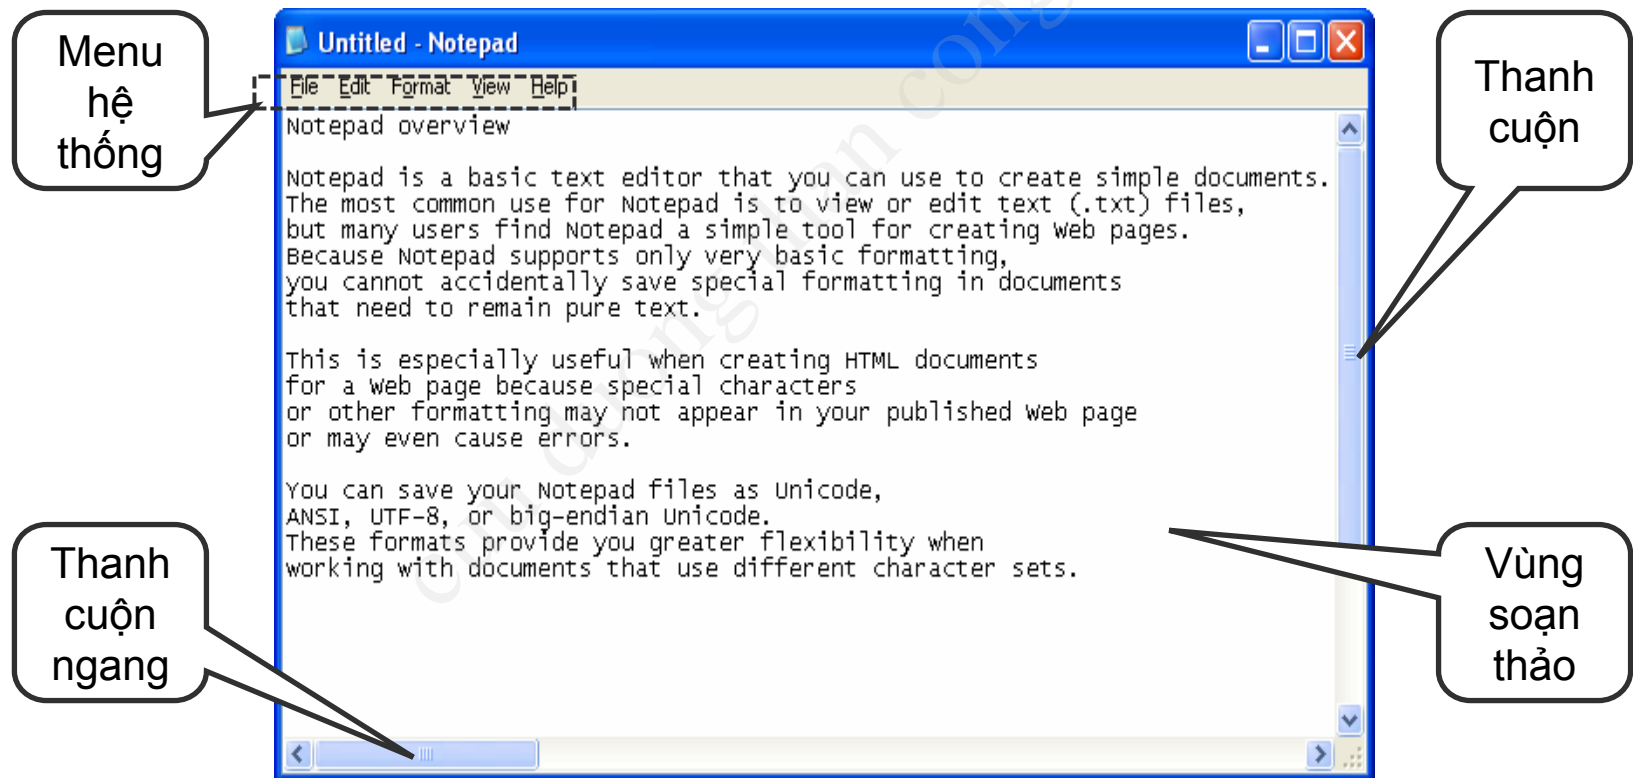 Menu
hệ
thống
Untitled - Notepad
File Edit Format View Help
Thanh
cuộn
Notepad overview
Notepad is a basic text editor that you can use to create simple documents.
The most common use for Notepad is to view or edit text (.txt) files,
but many users find Notepad a simple tool for creating Web pages.
Because Notepad supports only very basic formatting,
you cannot accidentally save special formatting in documents
that need to remain pure text.
This is especially useful when creating HTML documents
for a Web page because special characters
or other formatting may not appear in your published Web page
or may even cause errors.
You can save your Notepad files as Unicode,
ANSI, UTF-8, or big-endian Unicode.
These formats provide you greater flexibility when
working with documents that use different character sets.
Thanh
cuộn
ngang
Vùng
soạn
thảo
cuu duong than cong